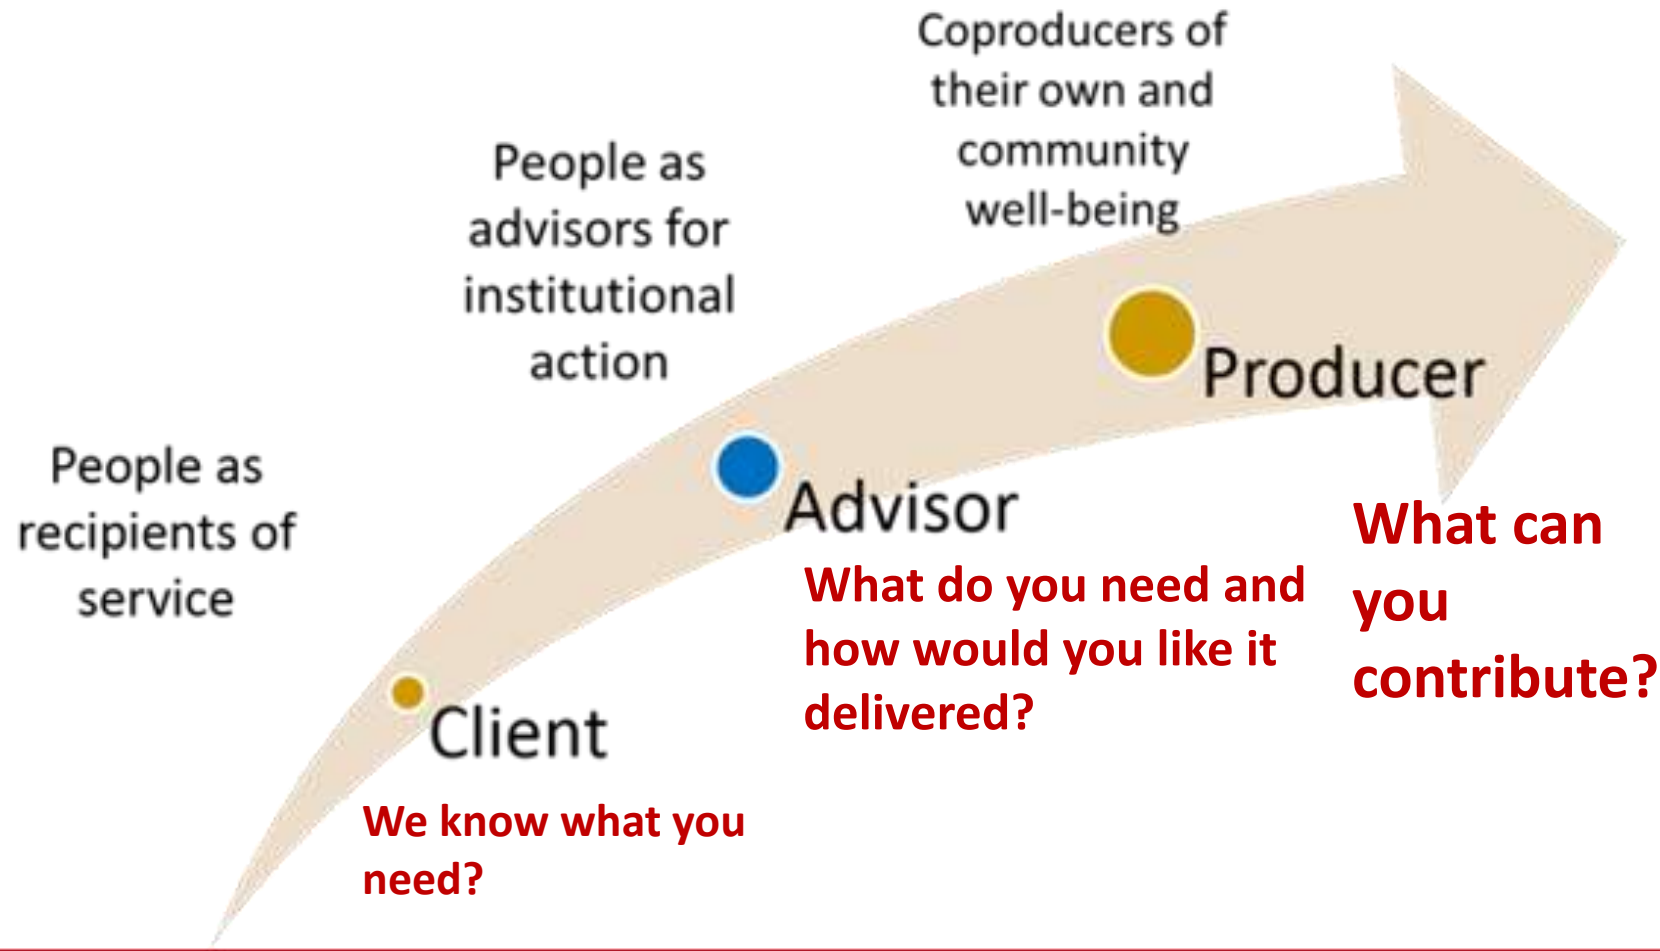 People as
recipients of
service
Client
We know what you
need?
People as
advisors for
institutional
action
Advisor
What do you need and
how would you like it
delivered?
Coproducers of
their own and
community
well-being
Producer
What can
you
contribute?